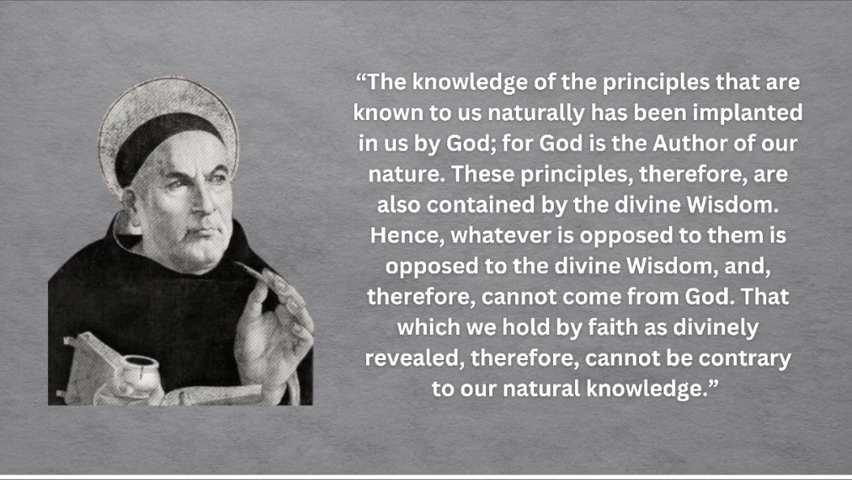 “The knowledge of the principles that are
known to us naturally has been implanted
in us by God; for God is the Author of our
nature. These principles, therefore, are
also contained by the divine Wisdom.
Hence, whatever is opposed to them is
opposed to the divine Wisdom, and,
therefore, cannot come from God. That
which we hold by faith as divinely
revealed, therefore, cannot be contrary
to our natural knowledge.”